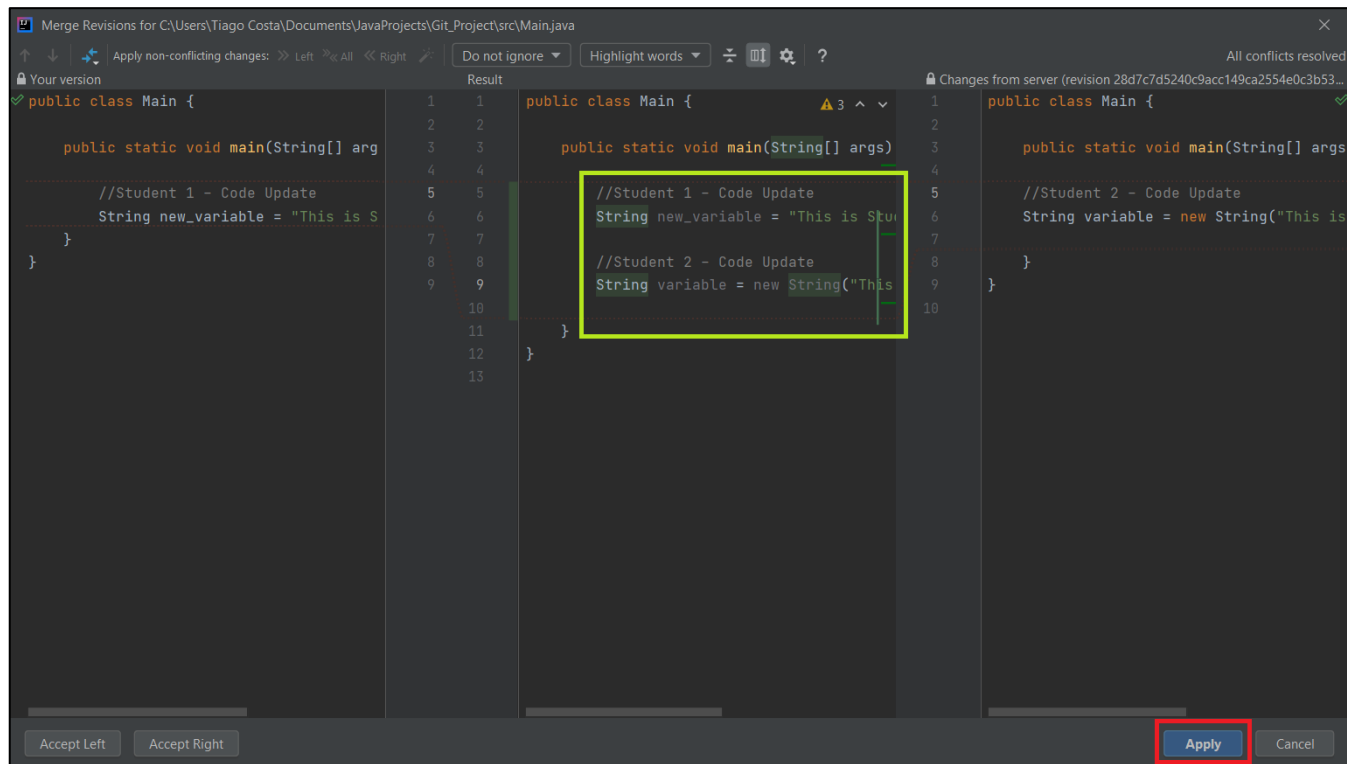 Merge Revisions for C:\Users\Tiago Costa\Documents\JavaProjects\Git_Project\src\Main.java
Apply non-conflicting changes: Left All Right Do not ignore Highlight words ? All conflicts resolved
Your version
Result
Changes from server (revision 28d7c7d5240c9acc149ca2554e0c3b53...
public class Main {
public static void main(String[] arg
//Student 1 - Code Update
String new_variable = "This is S
}
}
1 1
2 2
3 3
4 4
5 5
6 6
7 7
8 8
9 9
10
11
12
13
public class Main {
3
public static void main(String[] args)
//Student 1 - Code Update
String new_variable = "This is Stu
//Student 2 - Code Update
String variable = new String("This
}
}
1
2
3
4
5
6
7
8
9
10
public class Main {
public static void main(String[] args
//Student 2 - Code Update
String variable = new String("This is
}
}
Accept Left Accept Right Apply Cancel